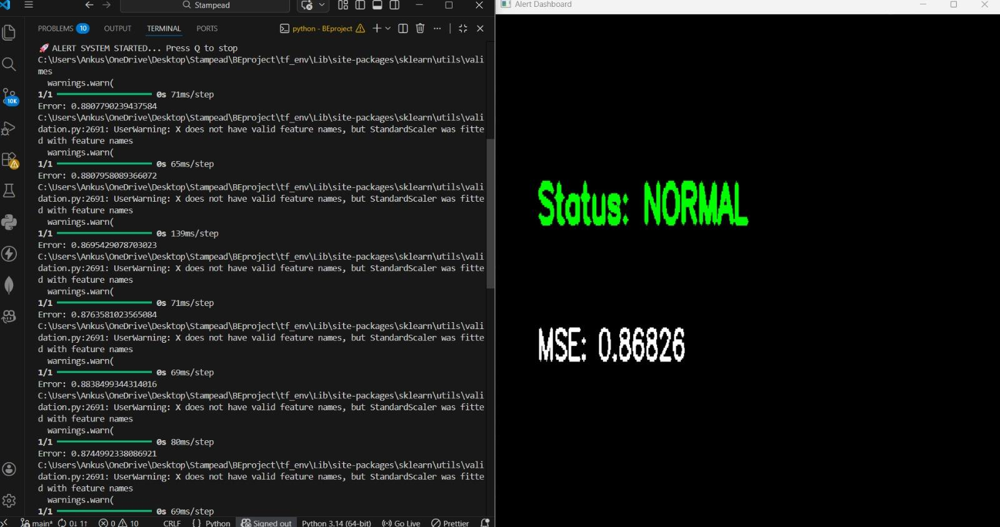 Stampead
Alert Dashboard
PROBLEMS 10 OUTPUT TERMINAL PORTS python - BEproject
🚀 ALERT SYSTEM STARTED... Press Q to stop
C:\Users\Ankus\OneDrive\Desktop\Stampead\BEproject\tf_env\Lib\site-packages\sklearn\utils\vali
mes
warnings.warn(
1/1 0s 71ms/step
Error: 0.8807790239437584
C:\Users\Ankus\OneDrive\Desktop\Stampead\BEproject\tf_env\Lib\site-packages\sklearn\utils\vali
dation.py:2691: UserWarning: X does not have valid feature names, but StandardScaler was fitte
d with feature names
warnings.warn(
1/1 0s 65ms/step
Error: 0.8807958089366072
C:\Users\Ankus\OneDrive\Desktop\Stampead\BEproject\tf_env\Lib\site-packages\sklearn\utils\vali
dation.py:2691: UserWarning: X does not have valid feature names, but StandardScaler was fitte
d with feature names
warnings.warn(
1/1 0s 139ms/step
Error: 0.8695429078703023
C:\Users\Ankus\OneDrive\Desktop\Stampead\BEproject\tf_env\Lib\site-packages\sklearn\utils\vali
dation.py:2691: UserWarning: X does not have valid feature names, but StandardScaler was fitte
d with feature names
warnings.warn(
1/1 0s 71ms/step
Error: 0.8763581023565084
C:\Users\Ankus\OneDrive\Desktop\Stampead\BEproject\tf_env\Lib\site-packages\sklearn\utils\vali
dation.py:2691: UserWarning: X does not have valid feature names, but StandardScaler was fitte
d with feature names
warnings.warn(
1/1 0s 69ms/step
Error: 0.8838499344314016
C:\Users\Ankus\OneDrive\Desktop\Stampead\BEproject\tf_env\Lib\site-packages\sklearn\utils\vali
dation.py:2691: UserWarning: X does not have valid feature names, but StandardScaler was fitte
d with feature names
warnings.warn(
1/1 0s 80ms/step
Error: 0.8744992338086921
C:\Users\Ankus\OneDrive\Desktop\Stampead\BEproject\tf_env\Lib\site-packages\sklearn\utils\vali
dation.py:2691: UserWarning: X does not have valid feature names, but StandardScaler was fitte
d with feature names
warnings.warn(
1/1 0s 69ms/step
10K
main* 0↓ 1↑ 0 10 CRLF { } Python Signed out Python 3.14 (64-bit) Go Live Prettier
Status: NORMAL
MSE: 0.86826